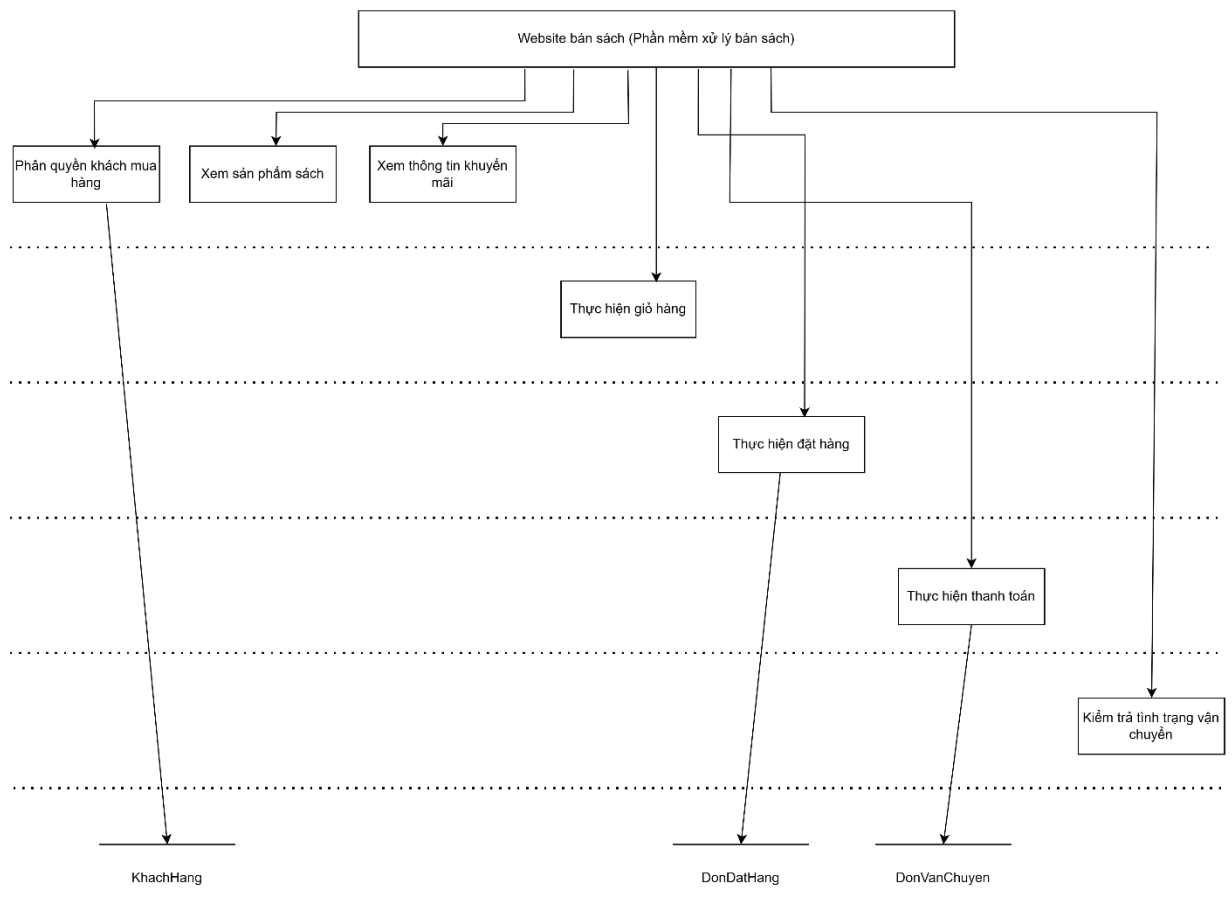 Website bán sách (Phần mềm xử lý bán sách)
Phân quyền khách mua
hàng
Xem sản phẩm sách
Xem thông tin khuyến
mãi
Thực hiện giỏ hàng
Thực hiện đặt hàng
Thực hiện thanh toán
Kiểm trả tình trạng vận
chuyển
KhachHang
DonDatHang
DonVanChuyen